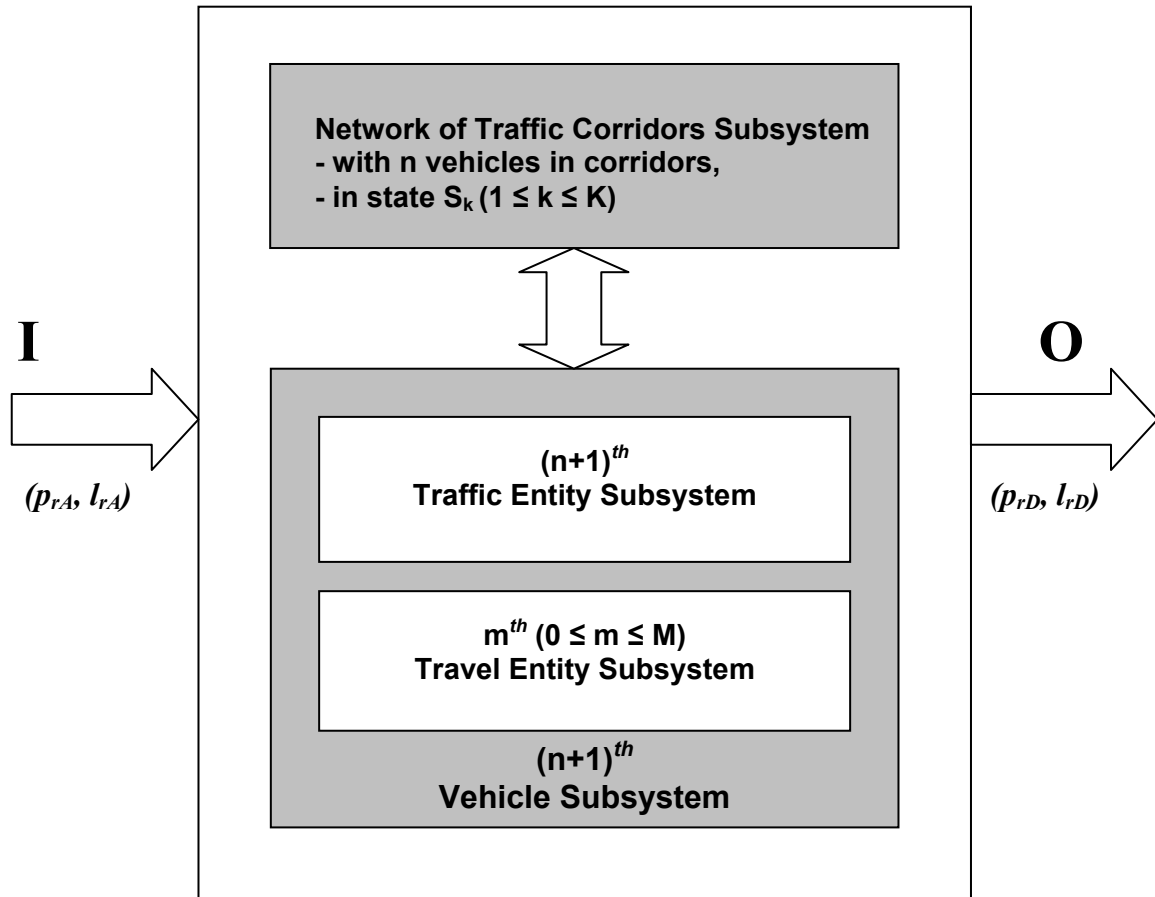 Network of Traffic Corridors Subsystem
- with n vehicles in corridors,
- in state Sk (1 ≤ k ≤ K)
I
(prA, lrA)
O
(prD, lrD)
(n+1)th
Traffic Entity Subsystem
mth (0 ≤ m ≤ M)
Travel Entity Subsystem
(n+1)th
Vehicle Subsystem